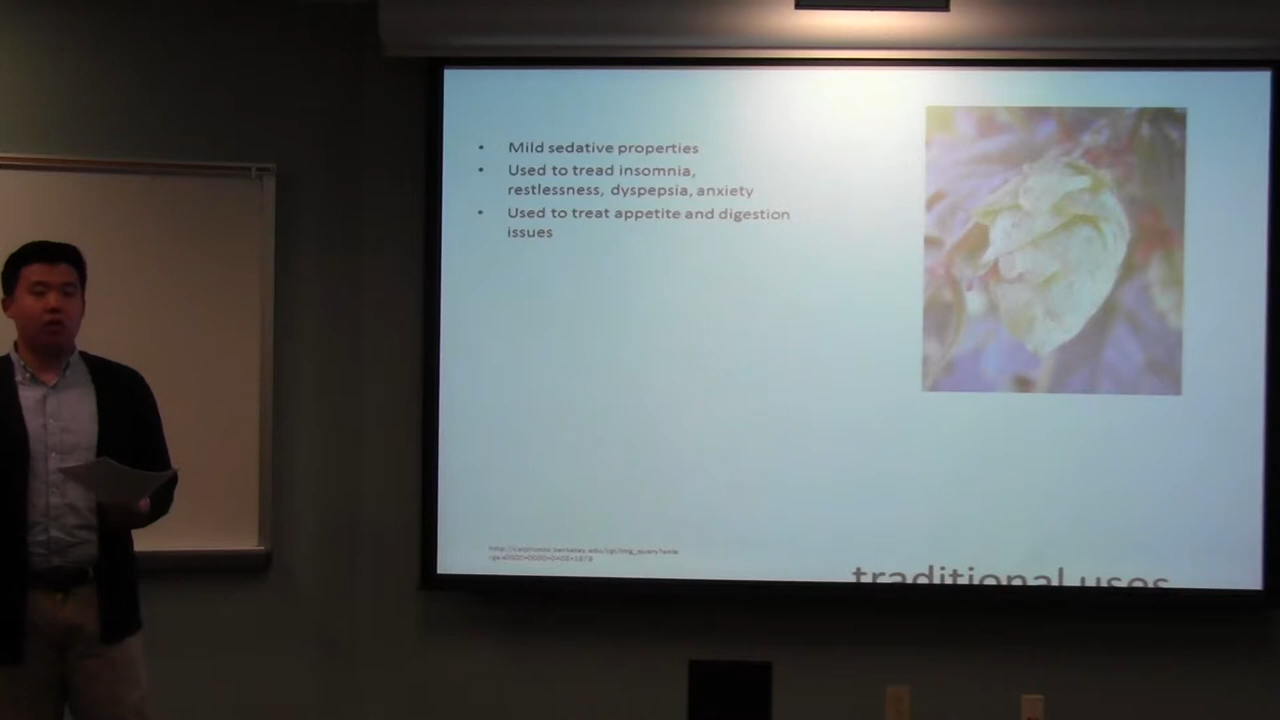 • Mild sedative properties
• Used to tread insomnia,
restlessness, dyspepsia, anxiety
• Used to treat appetite and digestion
issues
traditional uses